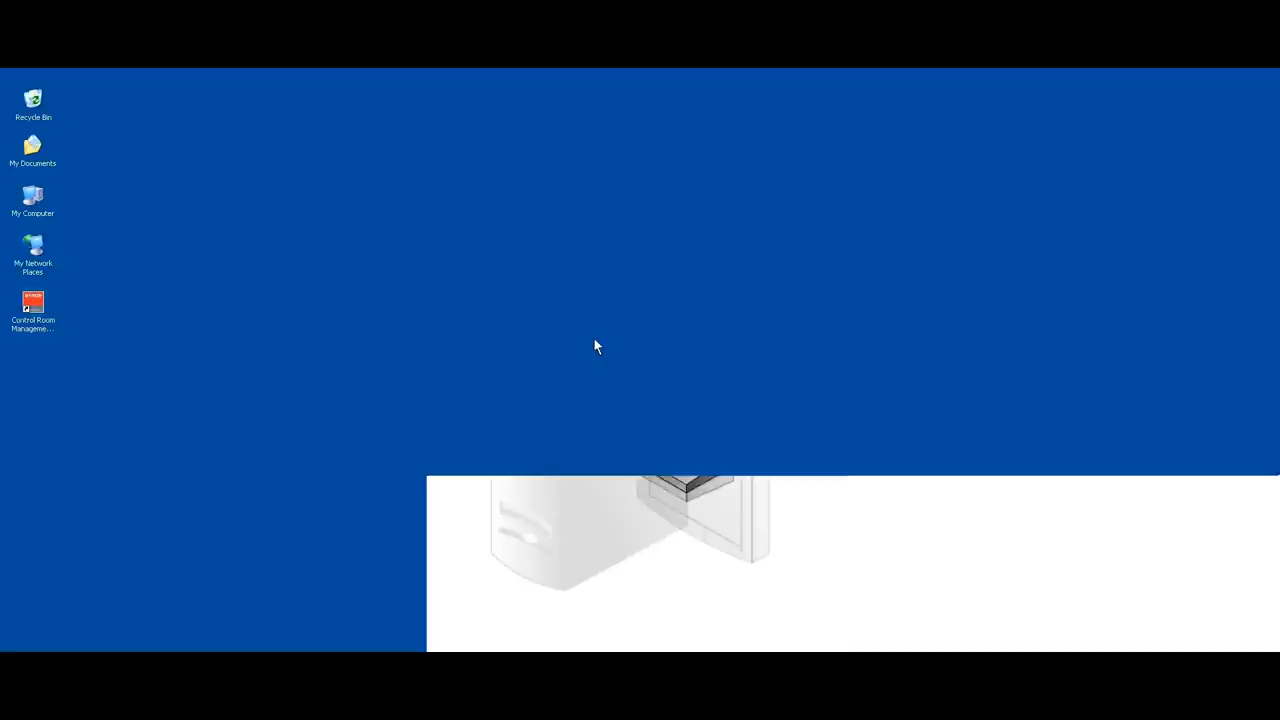 Recycle Bin
My Documents
My Computer
My Network
Places
Control Room
Manageme...